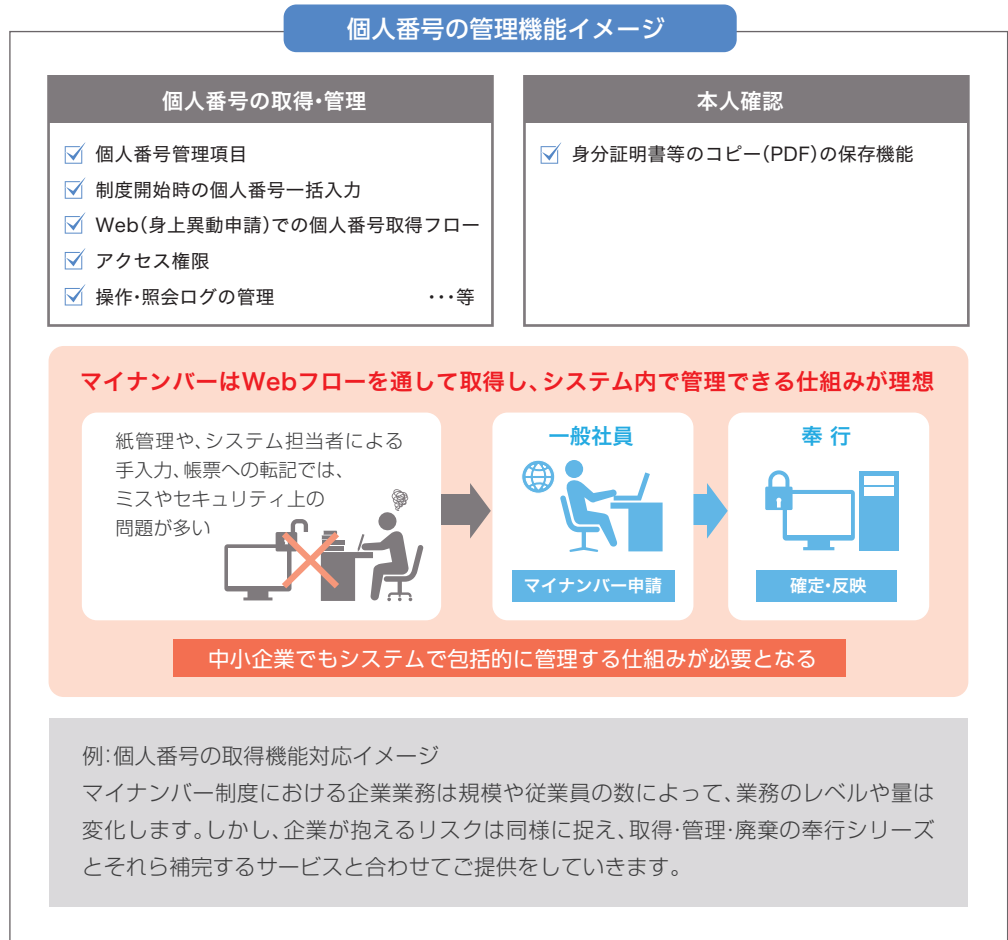 個人番号の管理機能イメージ
個人番号の取得・管理
個人番号管理項目
制度開始時の個人番号一括入力
Web(身上異動申請)での個人番号取得フロー
アクセス権限
操作・照会ログの管理 ・・・等
本人確認
身分証明書等のコピー(PDF)の保存機能
マイナンバーはWebフローを通して取得し、システム内で管理できる仕組みが理想
紙管理や、システム担当者による
手入力、帳票への転記では、
ミスやセキュリティ上の
問題が多い
一般社員
マイナンバー申請
奉行
確定・反映
中小企業でもシステムで包括的に管理する仕組みが必要となる
例:個人番号の取得機能対応イメージ
マイナンバー制度における企業業務は規模や従業員の数によって、業務のレベルや量は
変化します。しかし、企業が抱えるリスクは同様に捉え、取得・管理・廃棄の奉行シリーズ
とそれら補完するサービスと合わせてご提供をしていきます。